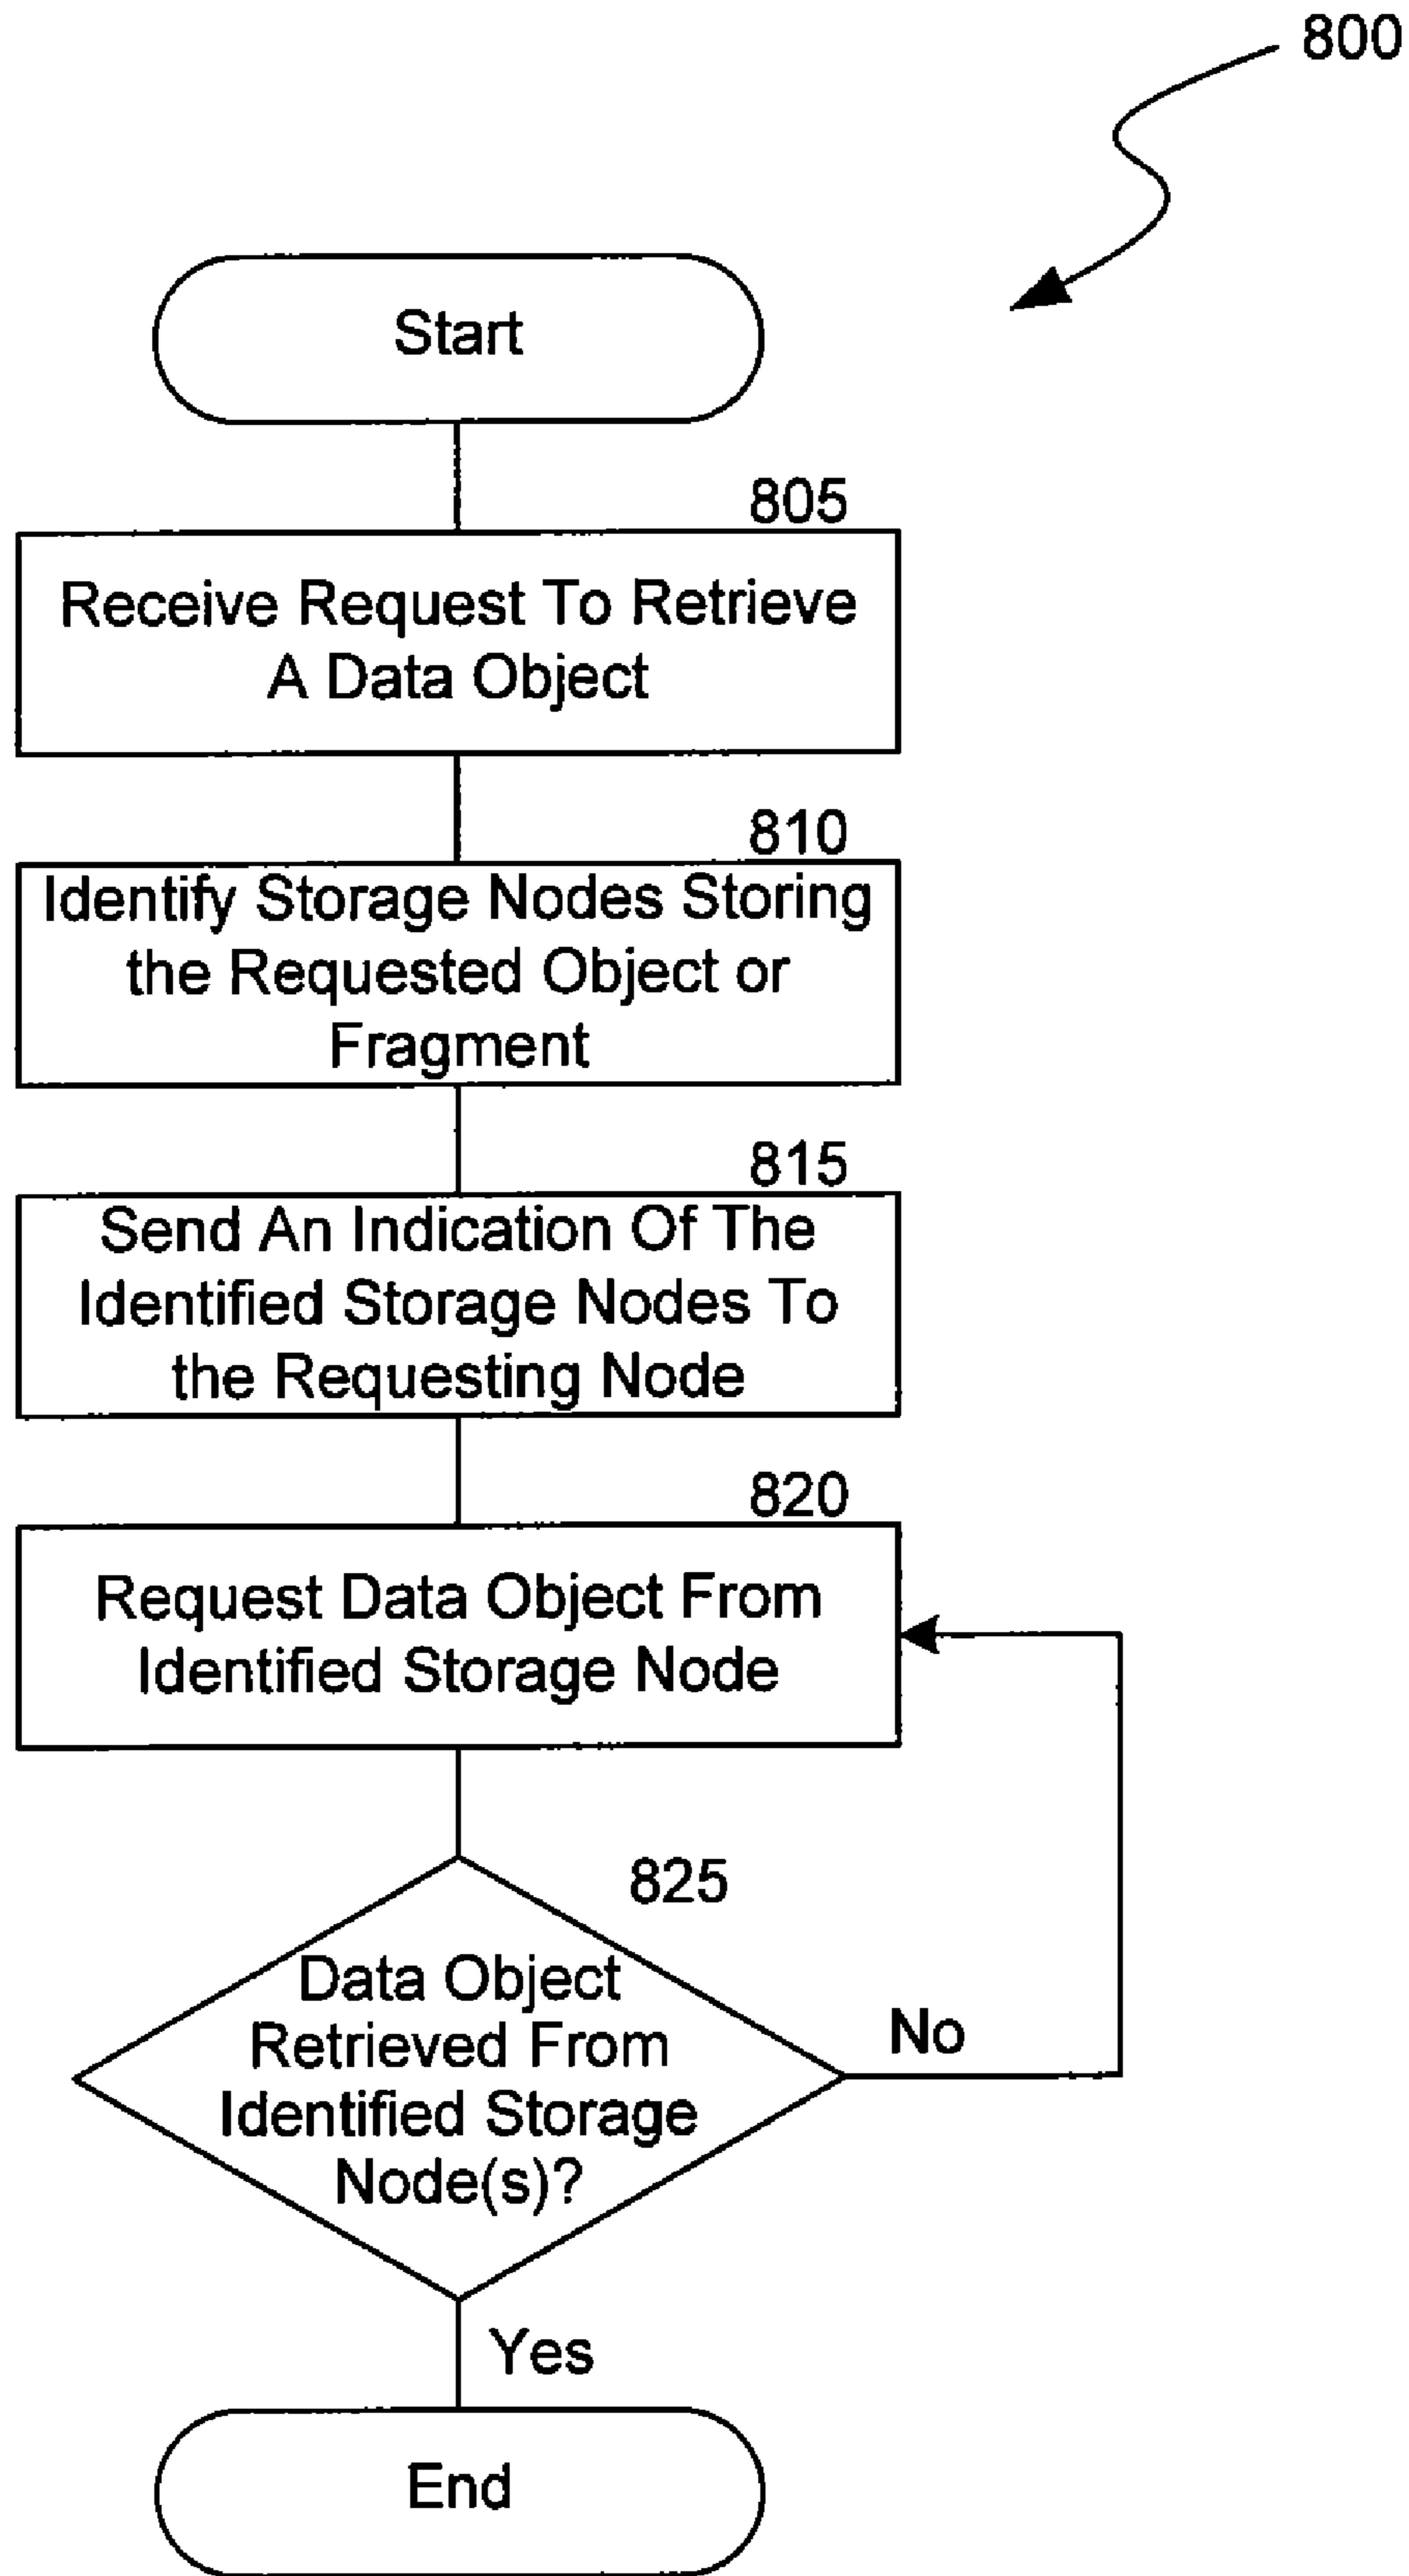 800
Start
805
Receive Request To Retrieve
A Data Object
810
Identify Storage Nodes Storing
the Requested Object or
Fragment
815
Send An Indication Of The
Identified Storage Nodes To
the Requesting Node
820
Request Data Object From
Identified Storage Node
825
Data Object
Retrieved From
Identified Storage
Node(s)?
No
Yes
End